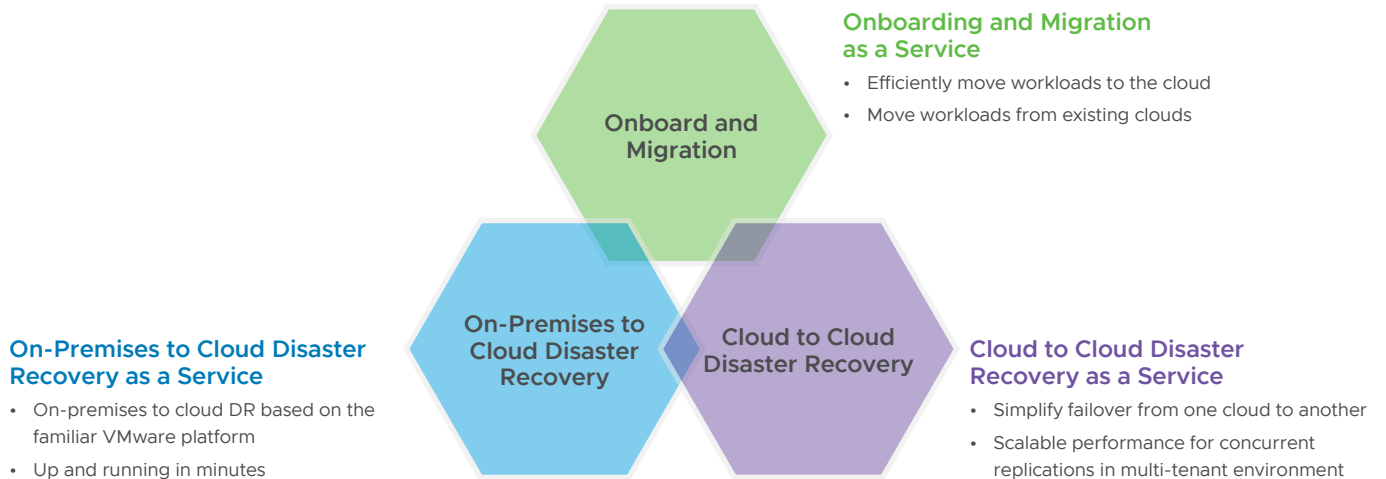 Onboarding and Migration
as a Service
• Efficiently move workloads to the cloud
• Move workloads from existing clouds
Onboard and
Migration
On-Premises to
Cloud Disaster
Recovery
Cloud to Cloud
Disaster Recovery
On-Premises to Cloud Disaster
Recovery as a Service
• On-premises to cloud DR based on the
familiar VMware platform
• Up and running in minutes
Cloud to Cloud Disaster
Recovery as a Service
• Simplify failover from one cloud to another
• Scalable performance for concurrent
replications in multi-tenant environment